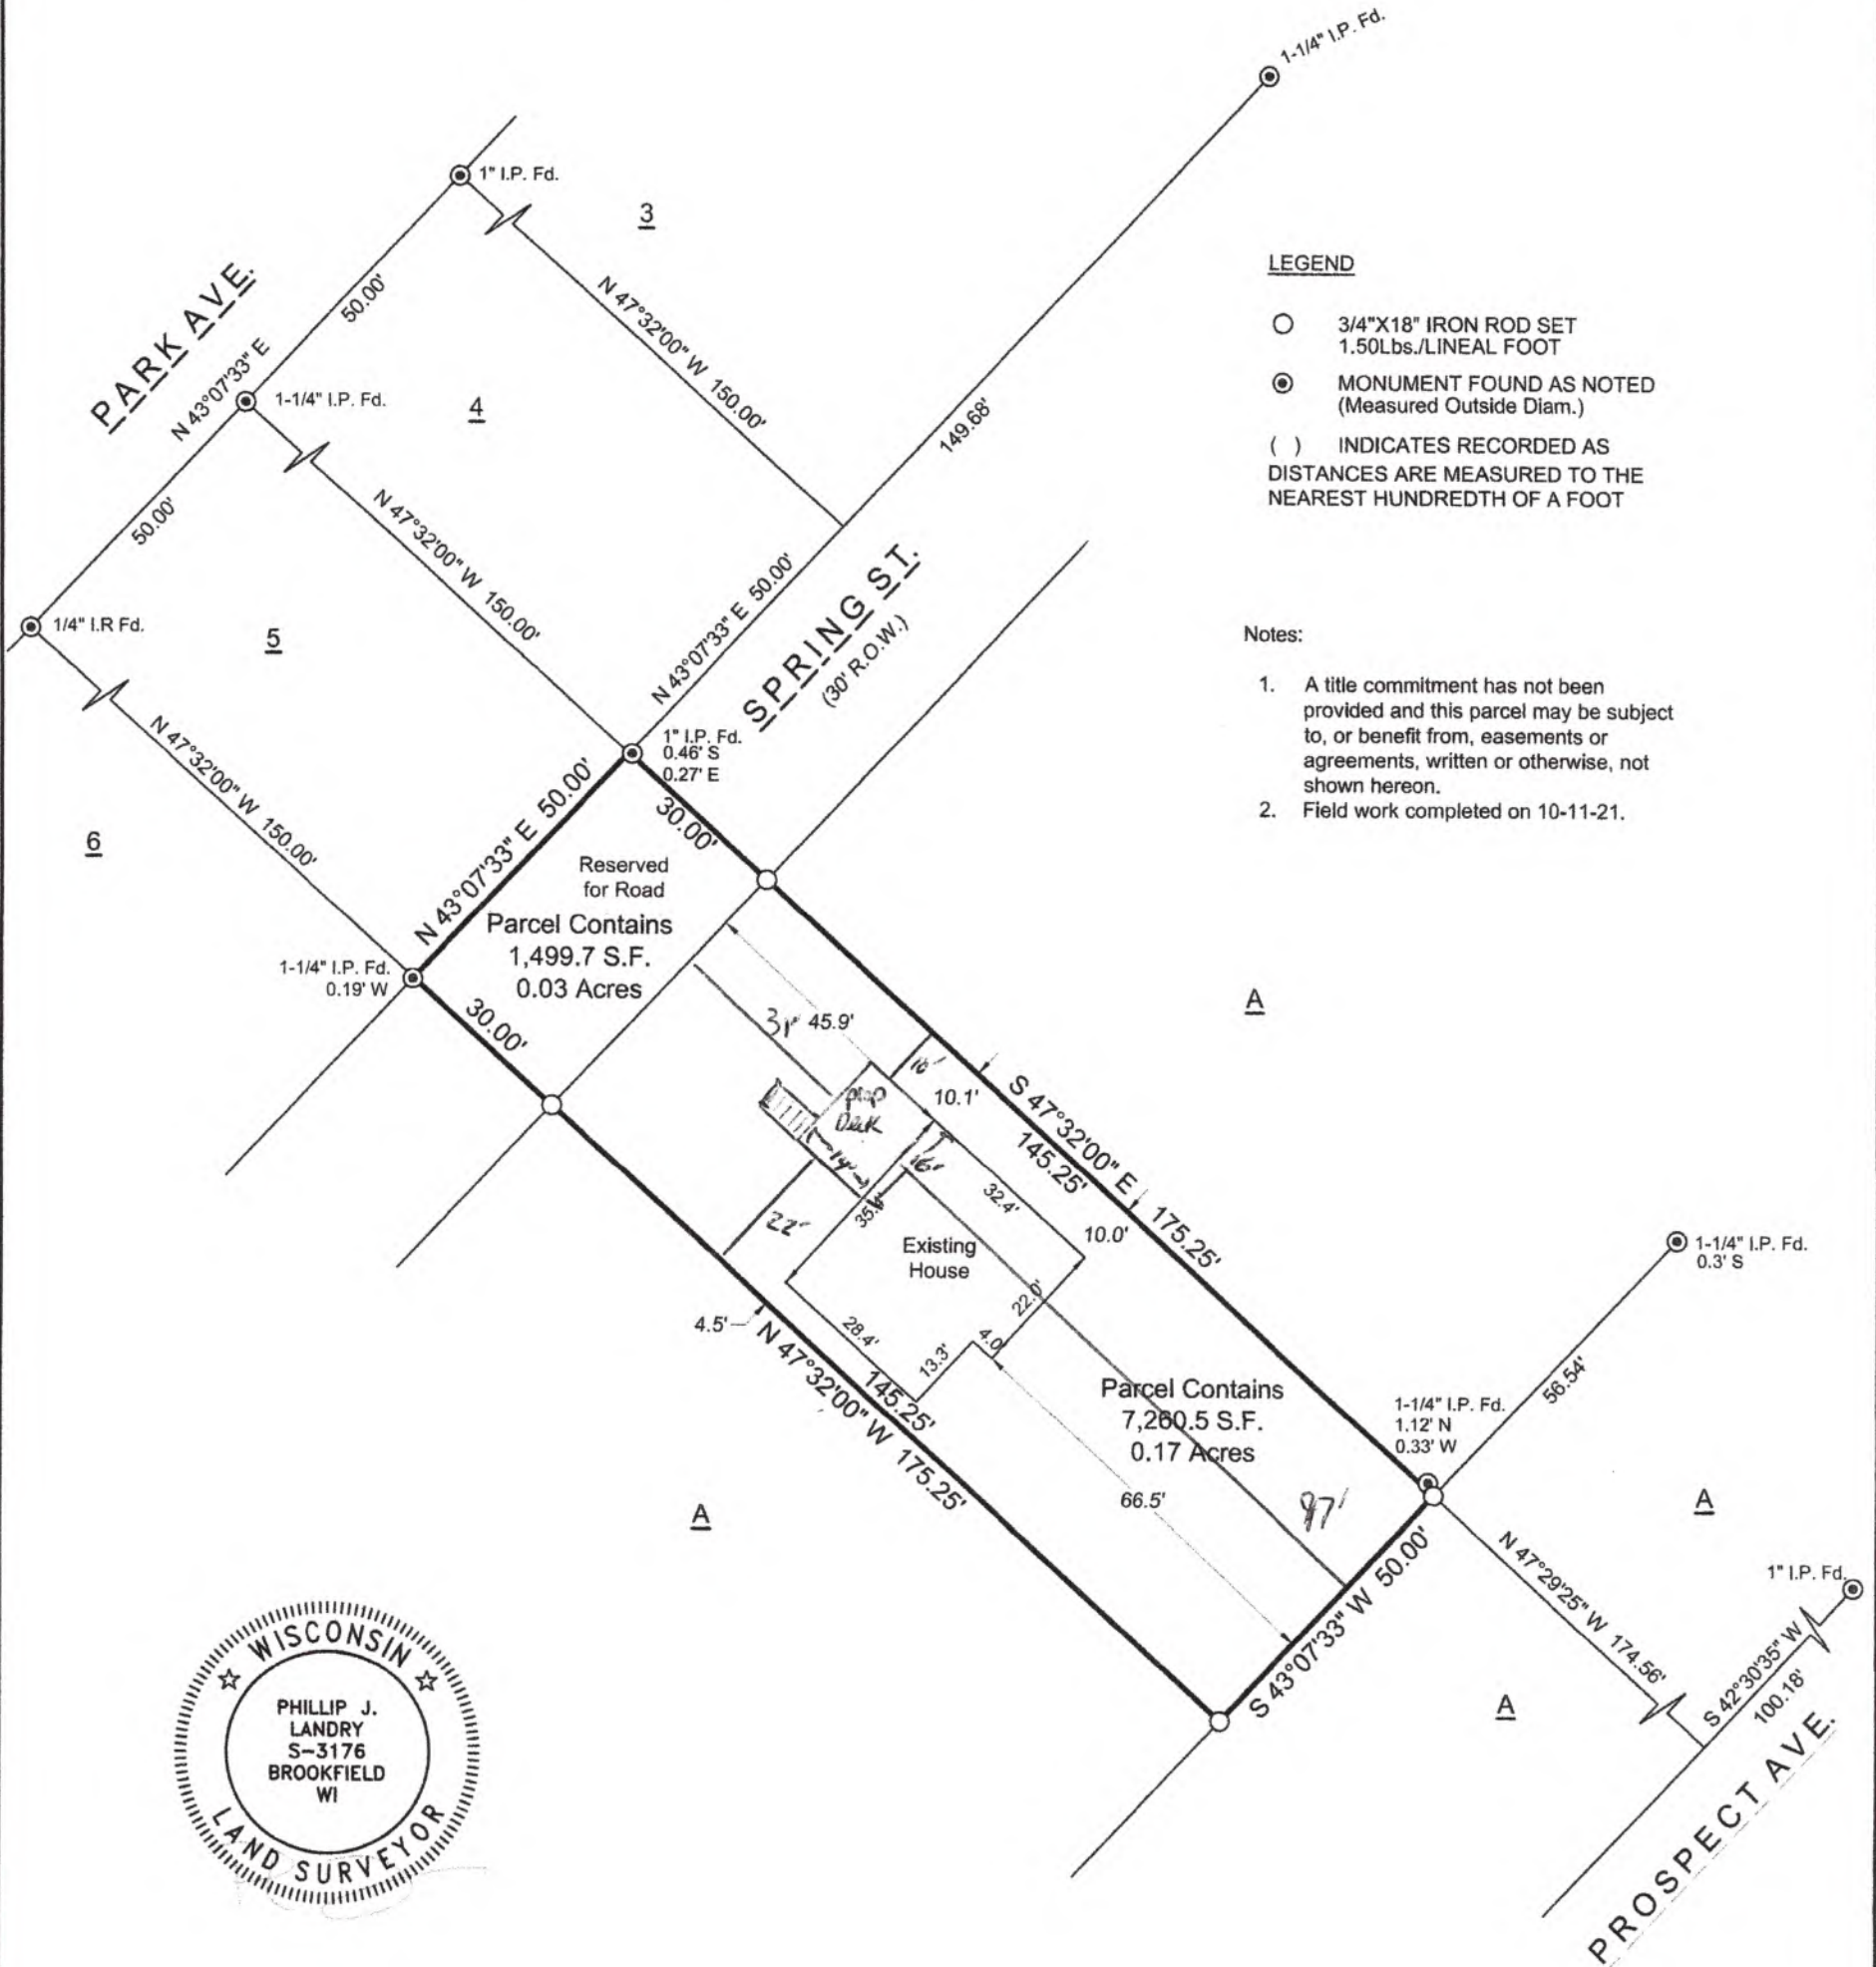 1-1/4" I.P. Fd.
1" I.P. Fd.
3
PARK AVE.
50.00'
N 43°07'33" E
N 47°32'00" W 150.00'
1-1/4" I.P. Fd.
4
149.68'
LEGEND
3/4"X18" IRON ROD SET
1.50Lbs./LINEAL FOOT
MONUMENT FOUND AS NOTED
(Measured Outside Diam.)
( ) INDICATES RECORDED AS
DISTANCES ARE MEASURED TO THE
NEAREST HUNDREDTH OF A FOOT
50.00'
N 47°32'00" W 150.00'
N 43°07'33" E 50.00'
SPRING ST.
(30' R.O.W.)
1/4" I.R Fd.
5
N 47°32'00" W 150.00'
6
Notes:
1. A title commitment has not been
provided and this parcel may be subject
to, or benefit from, easements or
agreements, written or otherwise, not
shown hereon.
2. Field work completed on 10-11-21.
1" I.P. Fd.
0.46' S
0.27' E
N 43°07'33" E 50.00'
30.00'
Reserved
for Road
Parcel Contains
1,499.7 S.F.
0.03 Acres
1-1/4" I.P. Fd.
0.19' W
30.00'
A
31' 45.9'
10'
10.1'
prop
Deck
14'
16'
22'
S 47°32'00" E 175.25'
145.25'
32.4'
10.0'
Existing
House
22.0'
4.0'
13.3'
28.4'
4.5'
N 47°32'00" W 175.25'
145.25'
Parcel Contains
7,260.5 S.F.
0.17 Acres
66.5'
97'
A
1-1/4" I.P. Fd.
0.3' S
56.54'
1-1/4" I.P. Fd.
1.12' N
0.33' W
A
S 43°07'33" W 50.00'
N 47°29'25" W 174.56'
1" I.P. Fd.
S 42°30'35" W
100.18'
A
PROSPECT AVE.
WISCONSIN
PHILLIP J.
LANDRY
S-3176
BROOKFIELD
WI
LAND SURVEYOR